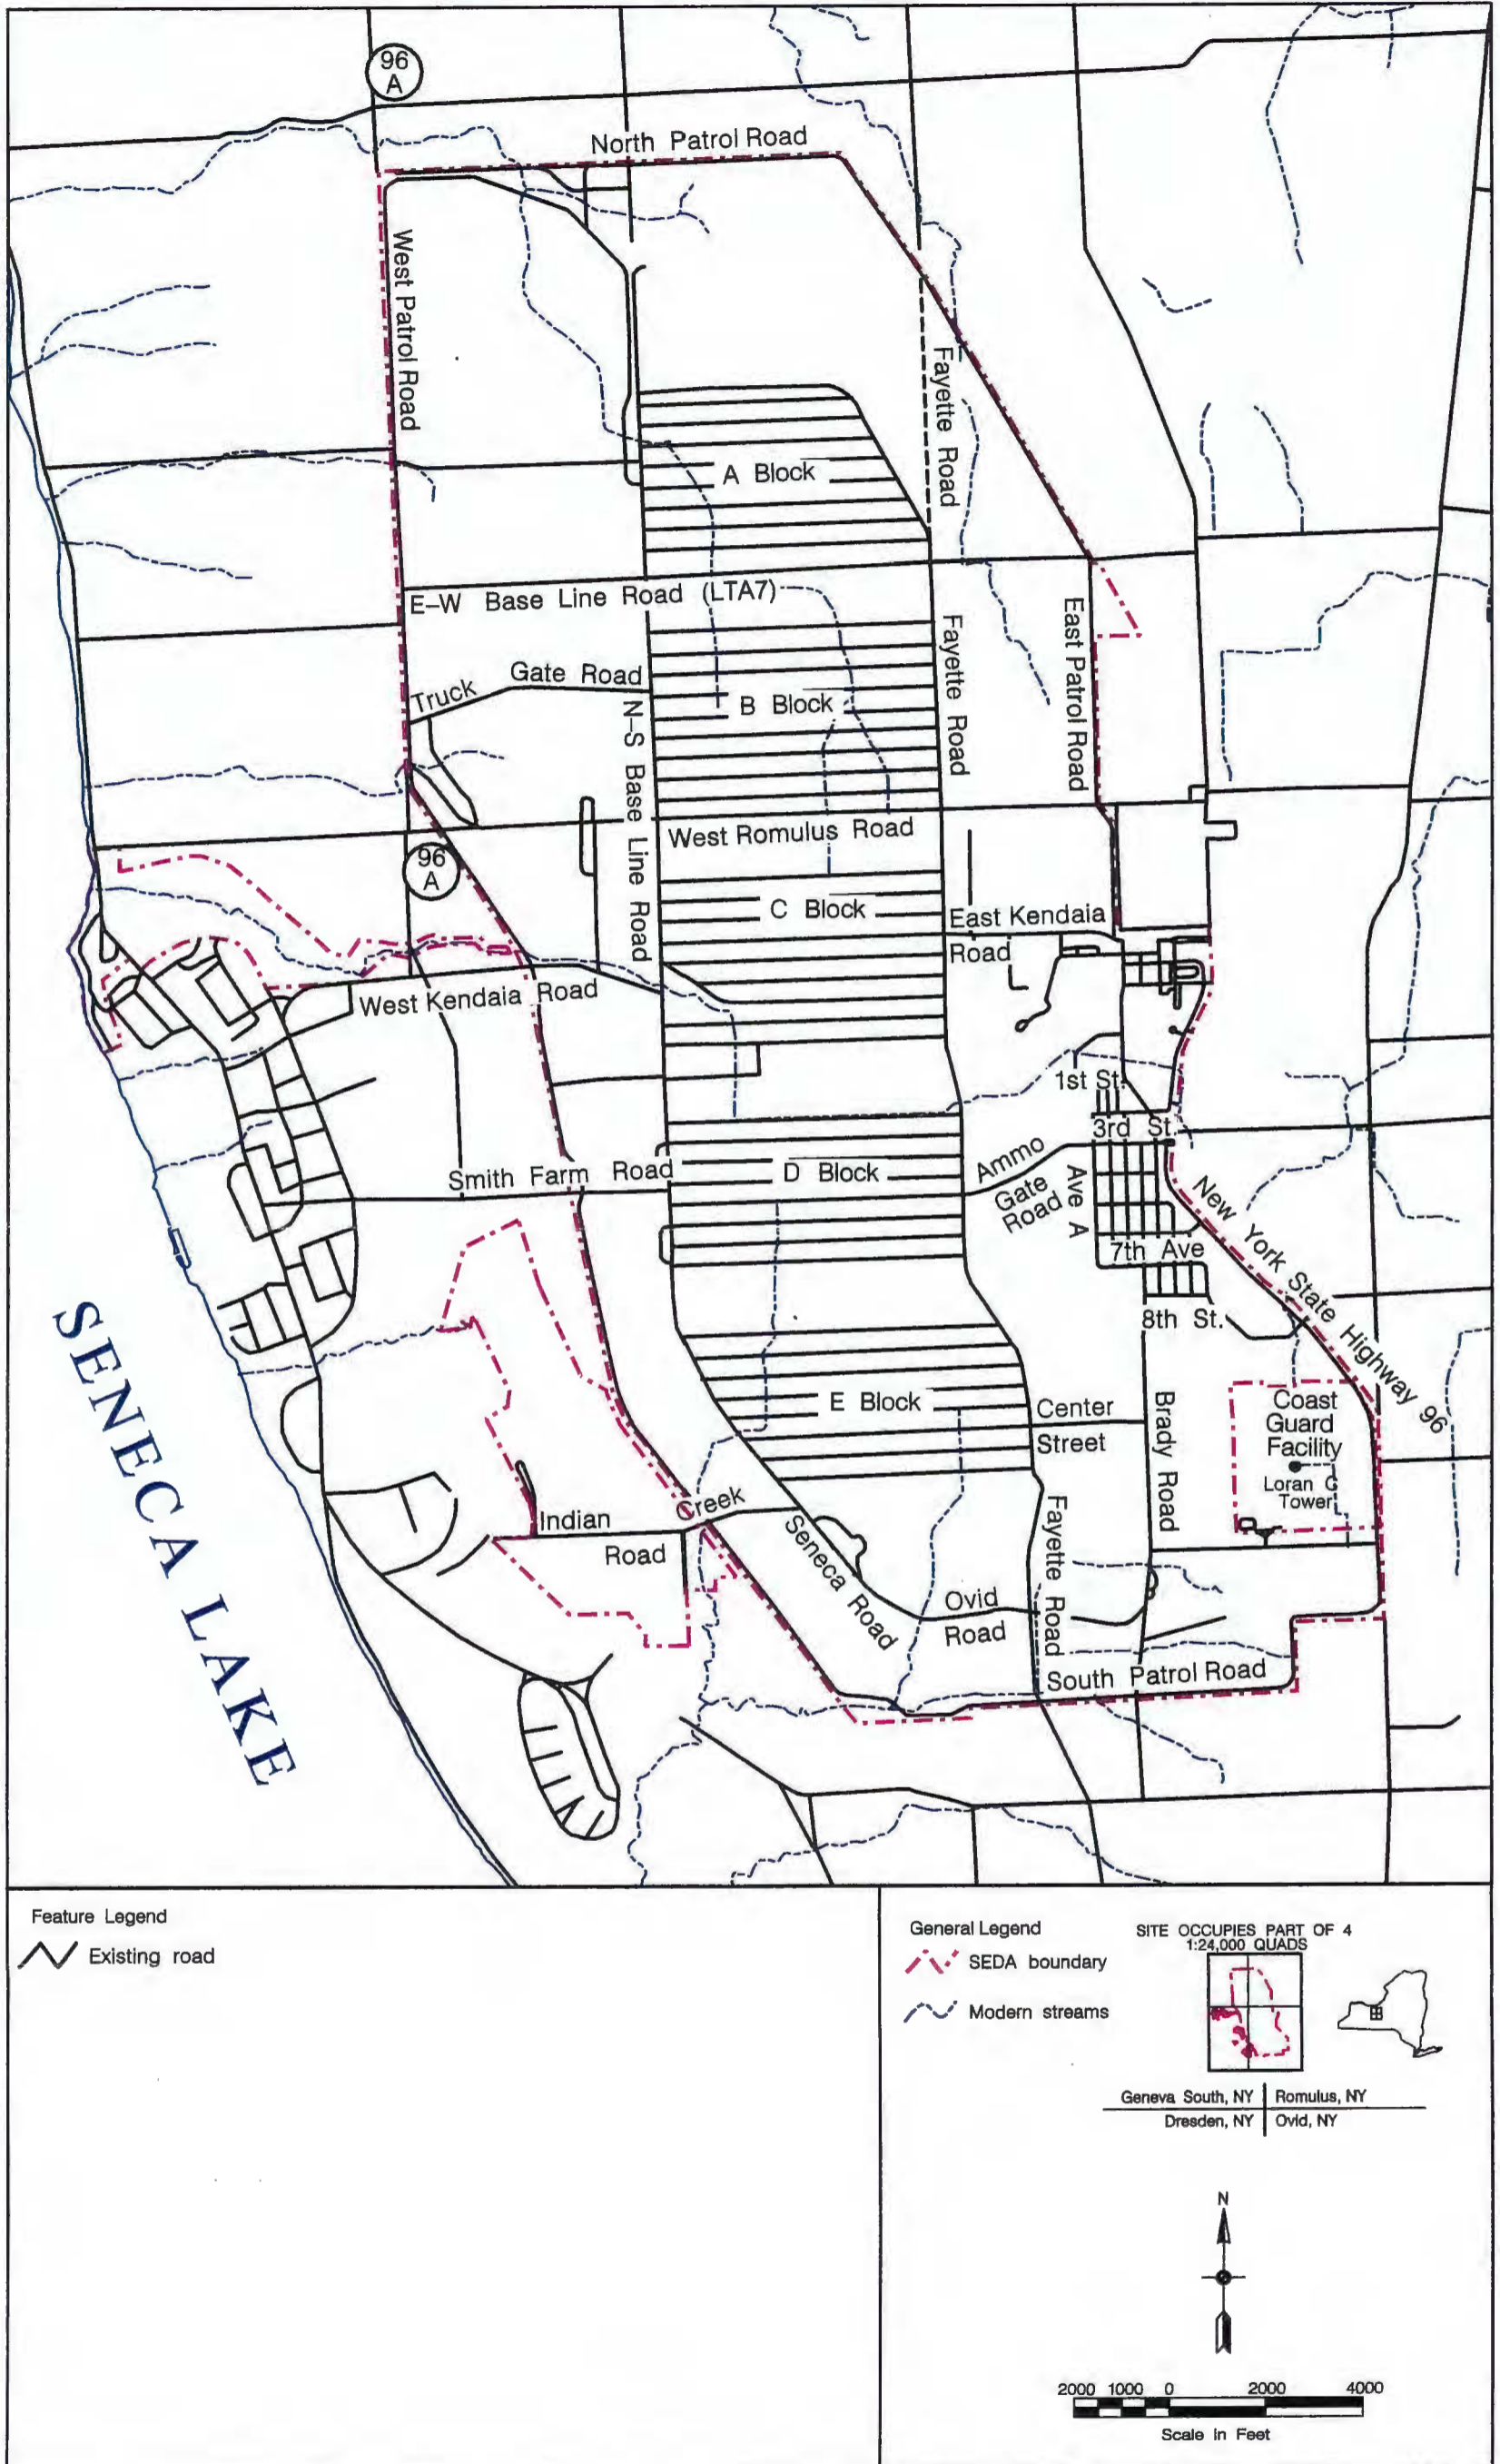 96
A
North Patrol Road
West Patrol Road
Fayette Road
A Block
E–W Base Line Road (LTA7)
Truck Gate Road
N–S Base Line Road
B Block
Fayette Road
East Patrol Road
West Romulus Road
96
A
C Block
East Kendaia
Road
West Kendaia Road
1st St.
3rd St.
Smith Farm Road
D Block
Ammo
Gate
Road
Ave A
7th Ave
8th St.
New York State Highway 96
SENECA LAKE
E Block
Center
Street
Brady Road
Coast
Guard
Facility
Loran C
Tower
Indian Creek
Road
Seneca Road
Fayette Road
Ovid
Road
South Patrol Road
Feature Legend
Existing road
General Legend
SEDA boundary
Modern streams
SITE OCCUPIES PART OF 4
1:24,000 QUADS
Geneva South, NY Romulus, NY
Dresden, NY Ovid, NY
N
2000 1000 0 2000 4000
Scale in Feet